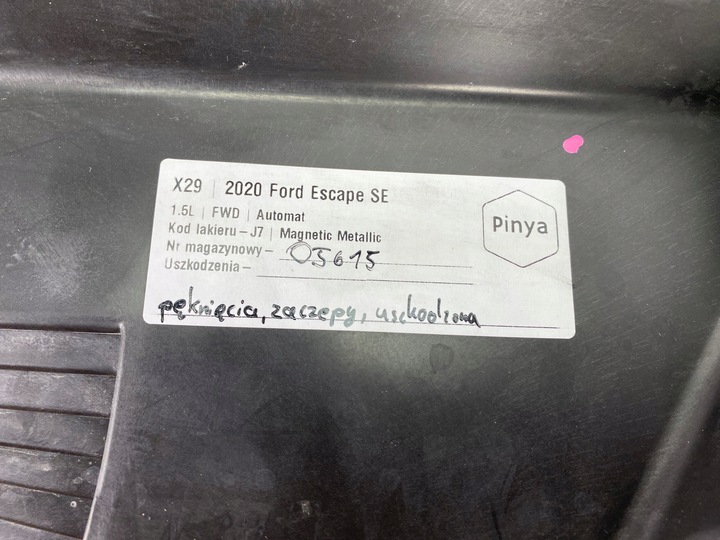 X29 | 2020 Ford Escape SE
1.5L | FWD | Automat
Kod lakieru – J7 | Magnetic Metallic
Nr magazynowy – 05615
Uszkodzenia –
pęknięcia, zaczepy, uszkodzona
Pinya